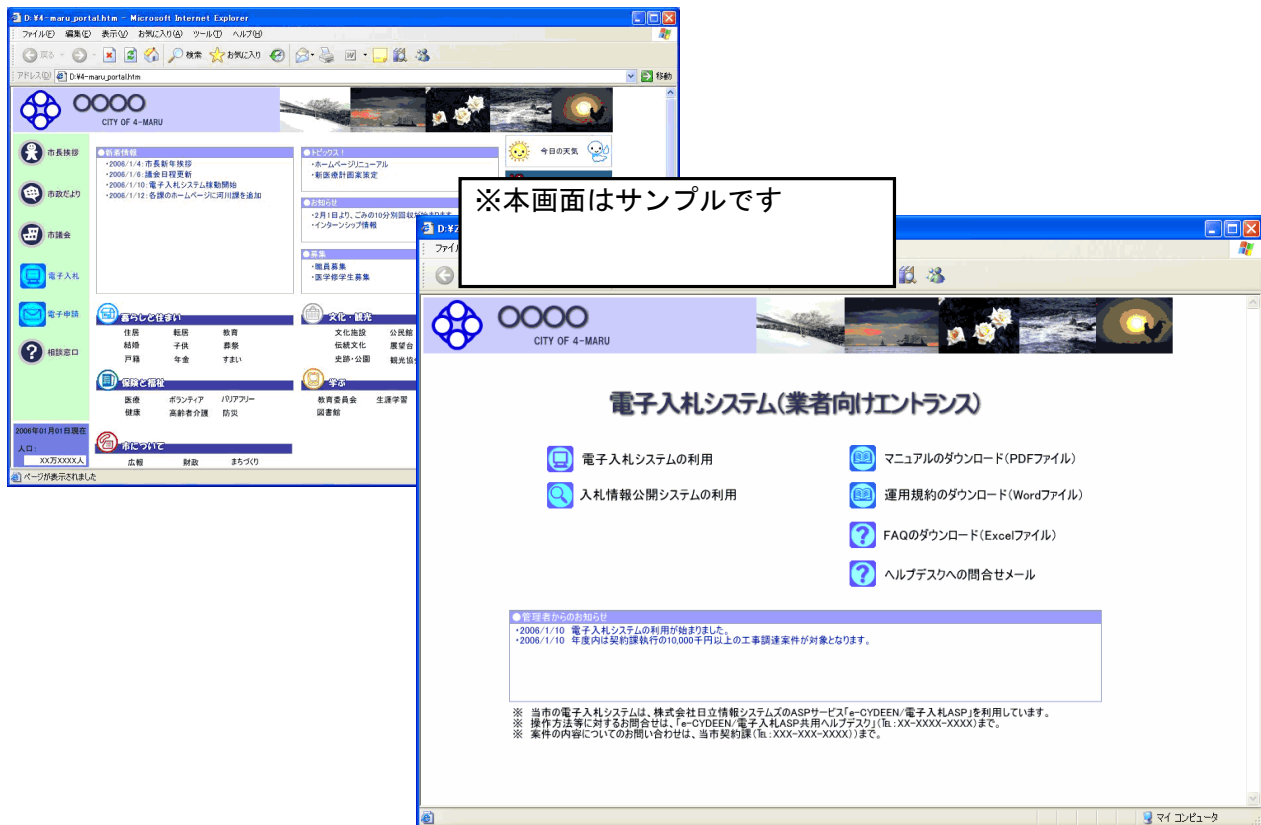 D:¥4-maru_portal.htm - Microsoft Internet Explorer
ファイル(F) 編集(E) 表示(V) お気に入り(A) ツール(T) ヘルプ(H)
戻る 検索 お気に入り
アドレス(D) D:¥4-maru_portal.htm 移動
○○○○
CITY OF 4-MARU
市長挨拶
市政だより
市議会
電子入札
電子申請
相談窓口
2006年01月01日現在
人口:
XX万XXXX人
●新着情報
・2006/1/4:市長新年挨拶
・2006/1/6:議会日程更新
・2006/1/10:電子入札システム稼動開始
・2006/1/12:各課のホームページに河川課を追加
●トピックス!
・ホームページリニューアル
・新医療計画案策定
●お知らせ
・2月1日より、ごみの10分別回収が始まります
・インターンシップ情報
●募集
・職員募集
・医学修学生募集
今日の天気
暮らしと住まい
住居 転居 教育
結婚 子供 葬祭
戸籍 年金 すまい
文化・観光
文化施設 公民館
伝統文化 展望台
史跡・公園 観光協
保険と福祉
医療 ボランティア バリアフリー
健康 高齢者介護 防災
学ぶ
教育委員会 生涯学習
図書館
市について
広報 財政 まちづくり
ページが表示されました
※本画面はサンプルです
D:¥2
ファイル
○○○○
CITY OF 4-MARU
電子入札システム(業者向けエントランス)
電子入札システムの利用
入札情報公開システムの利用
マニュアルのダウンロード(PDFファイル)
運用規約のダウンロード(Wordファイル)
FAQのダウンロード(Excelファイル)
ヘルプデスクへの問合せメール
●管理者からのお知らせ
・2006/1/10 電子入札システムの利用が始まりました。
・2006/1/10 年度内は契約課執行の10,000千円以上の工事調達案件が対象となります。
※ 当市の電子入札システムは、株式会社日立情報システムズのASPサービス「e-CYDEEN/電子入札ASP」を利用しています。
※ 操作方法等に対するお問合せは、「e-CYDEEN/電子入札ASP共用ヘルプデスク」(℡:XX-XXXX-XXXX)まで。
※ 案件の内容についてのお問い合わせは、当市契約課(℡:XXX-XXX-XXXX))まで。
マイ コンピュータ